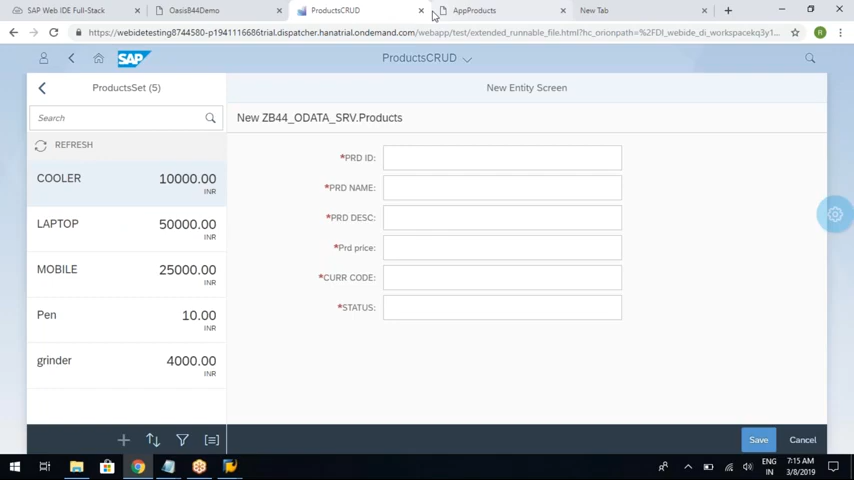 SAP Web IDE Full-Stack
OasisB44Demo
ProductsCRUD
AppProducts
New Tab
https://webidetesting8744580-p1941116686trial.dispatcher.hanatrial.ondemand.com/webapp/test/extended_runnable_file.html?hc_orionpath=%2FDI_webide_di_workspacekq3y1...
R
SAP
ProductsCRUD
ProductsSet (5)
New Entity Screen
Search
New ZB44_ODATA_SRV.Products
REFRESH
*PRD ID:
COOLER 10000.00
INR
*PRD NAME:
*PRD DESC:
LAPTOP 50000.00
INR
*Prd price:
MOBILE 25000.00
INR
*CURR CODE:
*STATUS:
Pen 10.00
INR
grinder 4000.00
INR
Save
Cancel
ENG
IN
7:15 AM
3/8/2019